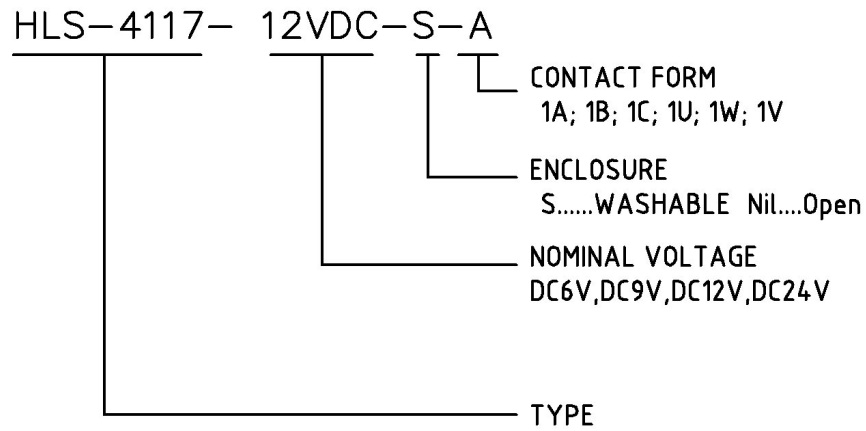 HLS-4117- 12VDC-S-A
CONTACT FORM
1A; 1B; 1C; 1U; 1W; 1V
ENCLOSURE
S......WASHABLE Nil....Open
NOMINAL VOLTAGE
DC6V,DC9V,DC12V,DC24V
TYPE